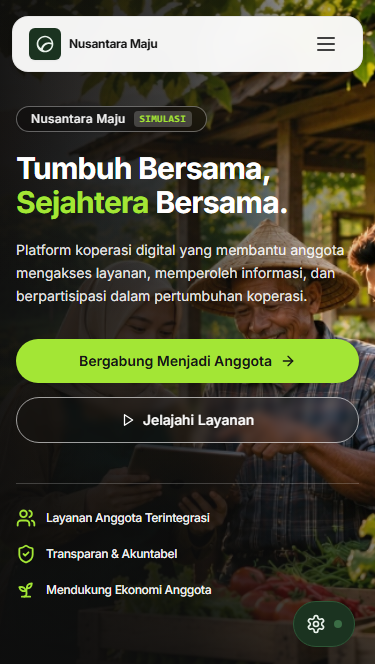 Nusantara Maju
Nusantara Maju SIMULASI
Tumbuh Bersama,
Sejahtera Bersama.
Platform koperasi digital yang membantu anggota
mengakses layanan, memperoleh informasi, dan
berpartisipasi dalam pertumbuhan koperasi.
Bergabung Menjadi Anggota
Jelajahi Layanan
Layanan Anggota Terintegrasi
Transparan & Akuntabel
Mendukung Ekonomi Anggota